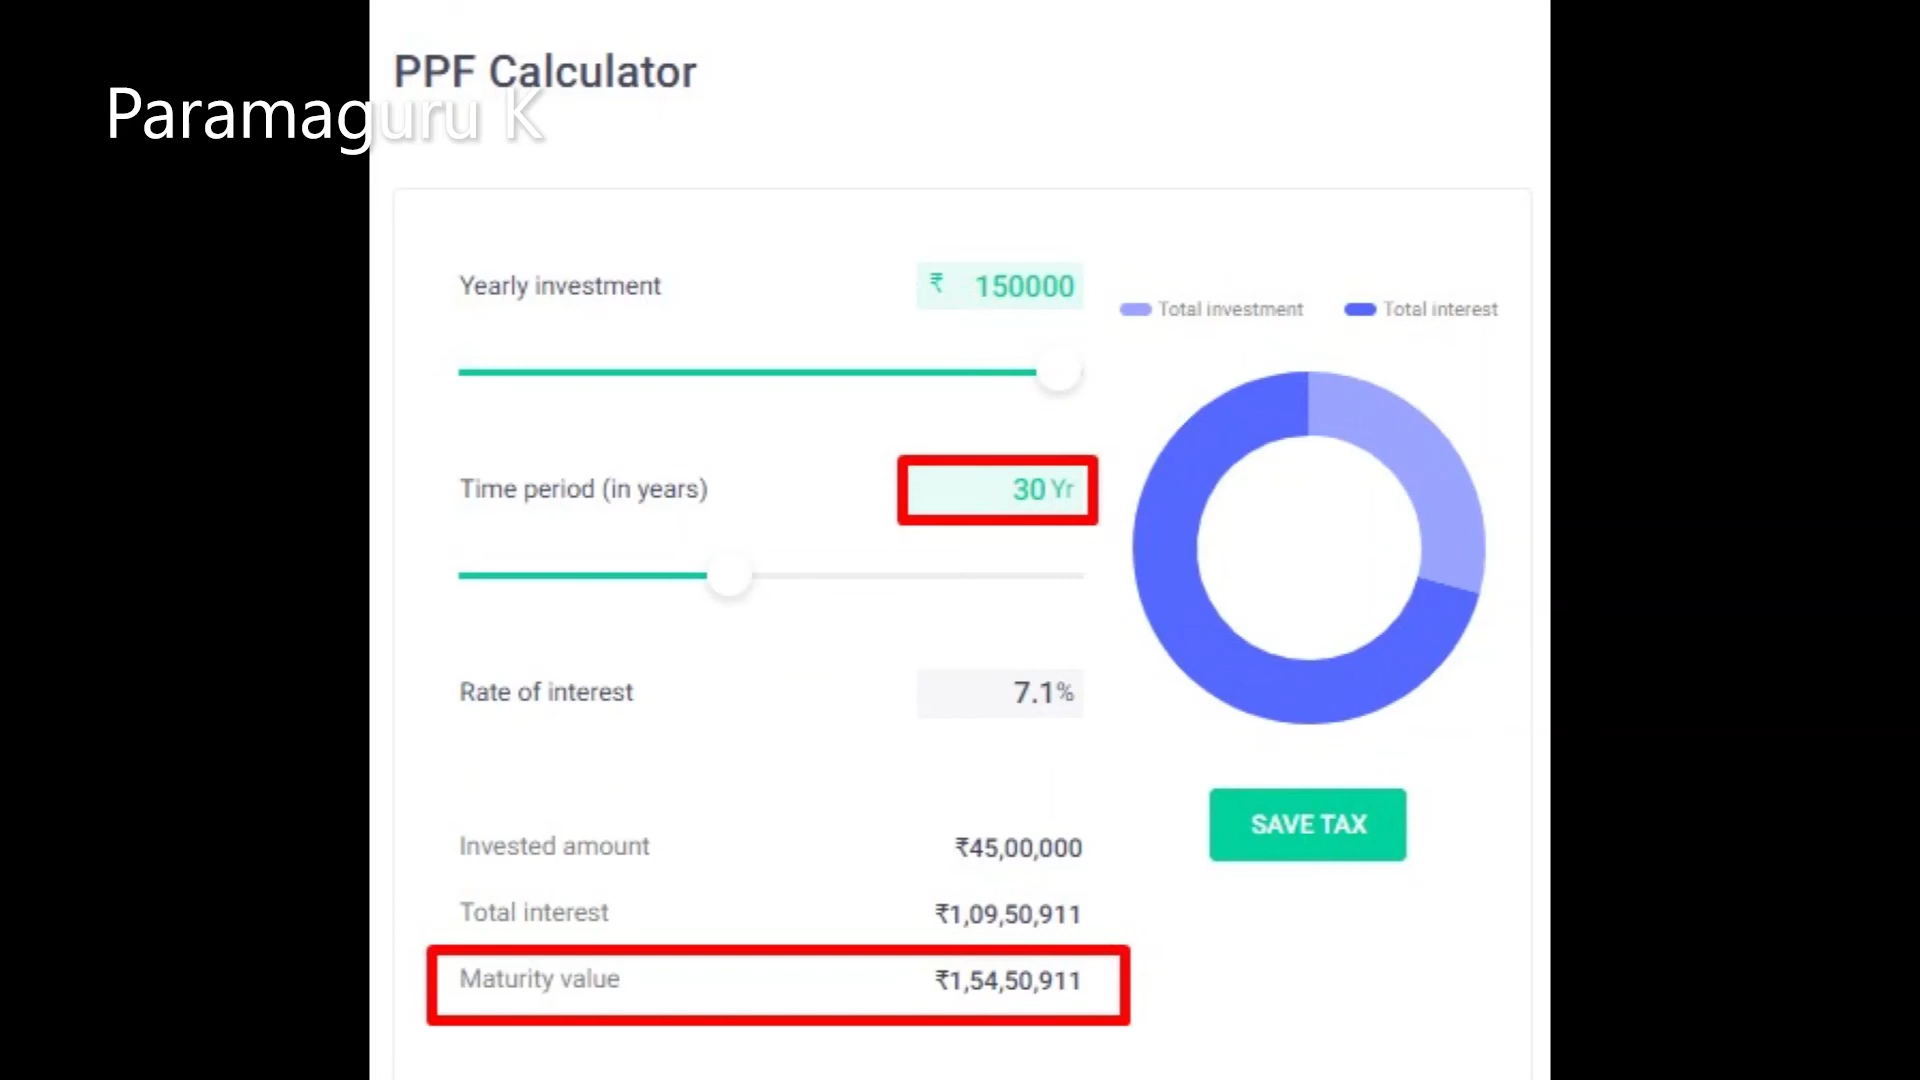 PPF Calculator
Paramaguru K
Yearly investment ₹ 150000
Total investment Total interest
Time period (in years) 30 Yr
Rate of interest 7.1%
SAVE TAX
Invested amount ₹45,00,000
Total interest ₹1,09,50,911
Maturity value ₹1,54,50,911